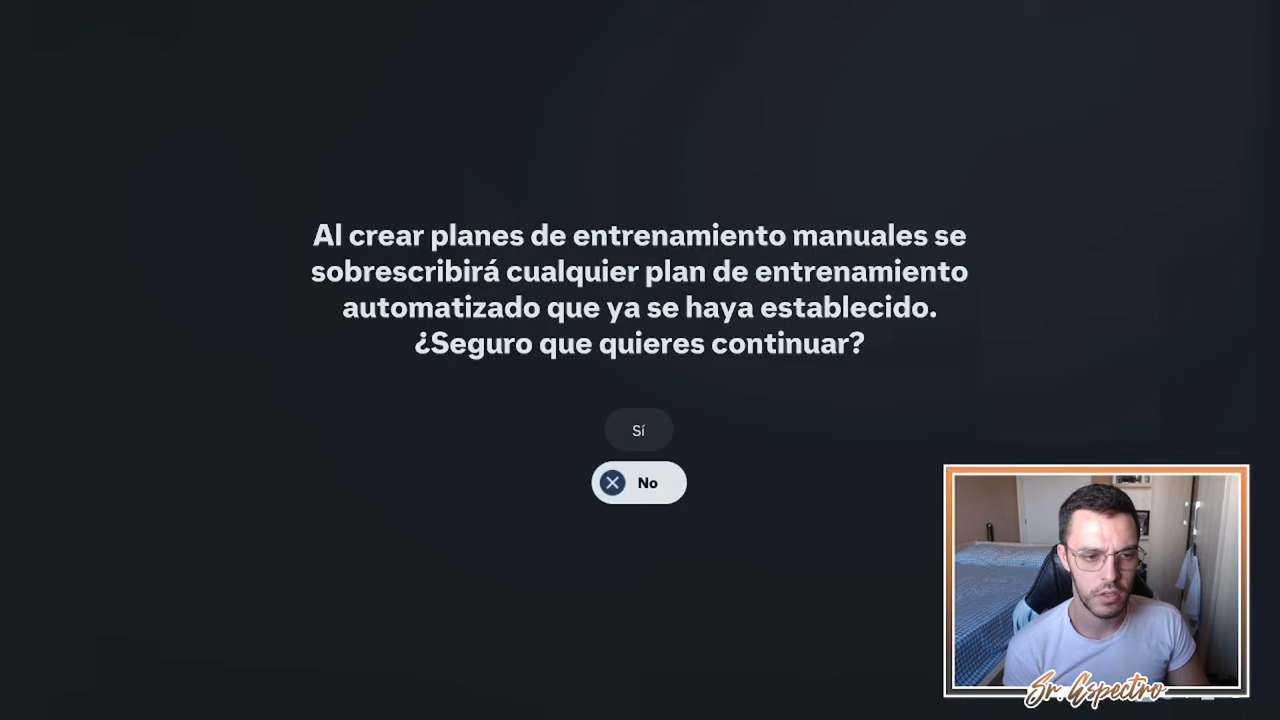 Al crear planes de entrenamiento manuales se
sobrescribirá cualquier plan de entrenamiento
automatizado que ya se haya establecido.
¿Seguro que quieres continuar?
Sí
No
Sr. Espectro